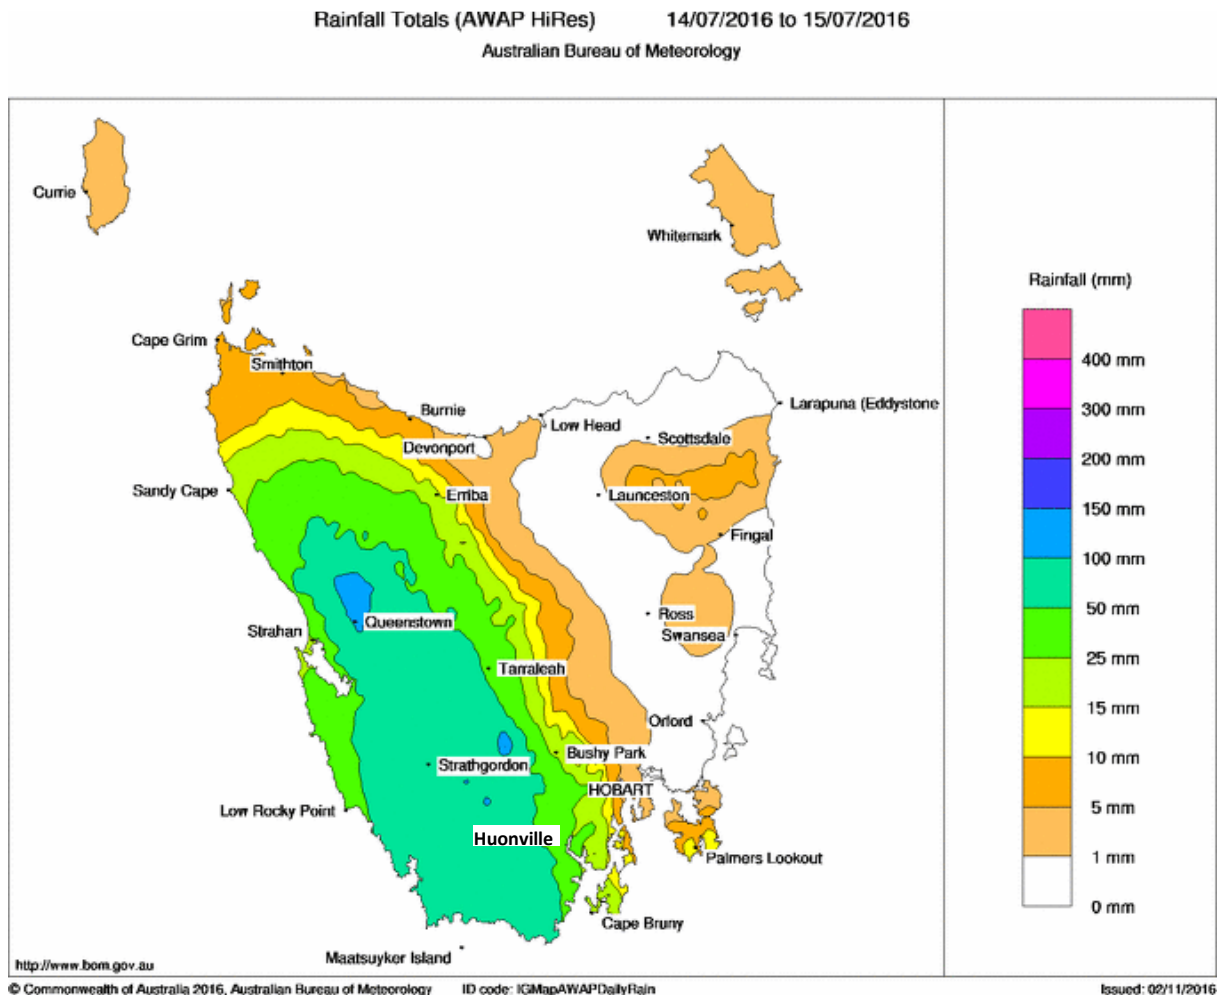 Rainfall Totals (AWAP HiRes) 14/07/2016 to 15/07/2016
Australian Bureau of Meteorology
Currie
Whitemark
Rainfall (mm)
Cape Grim
Smithton
400 mm
Burnie
Larapuna (Eddystone
300 mm
Low Head
Devonport
Scottsdale
200 mm
Sandy Cape
Erriba
Launceston
150 mm
Fingal
100 mm
Queenstown
Ross
50 mm
Strahan
Swansea
Tarraleah
25 mm
Orford
15 mm
Bushy Park
Strathgordon
10 mm
HOBART
Low Rocky Point
5 mm
Huonville
Palmers Lookout
1 mm
0 mm
Cape Bruny
Maatsuyker Island
http://www.bom.gov.au
© Commonwealth of Australia 2016, Australian Bureau of Meteorology ID code: IGMapAWAPDailyRain Issued: 02/11/2016